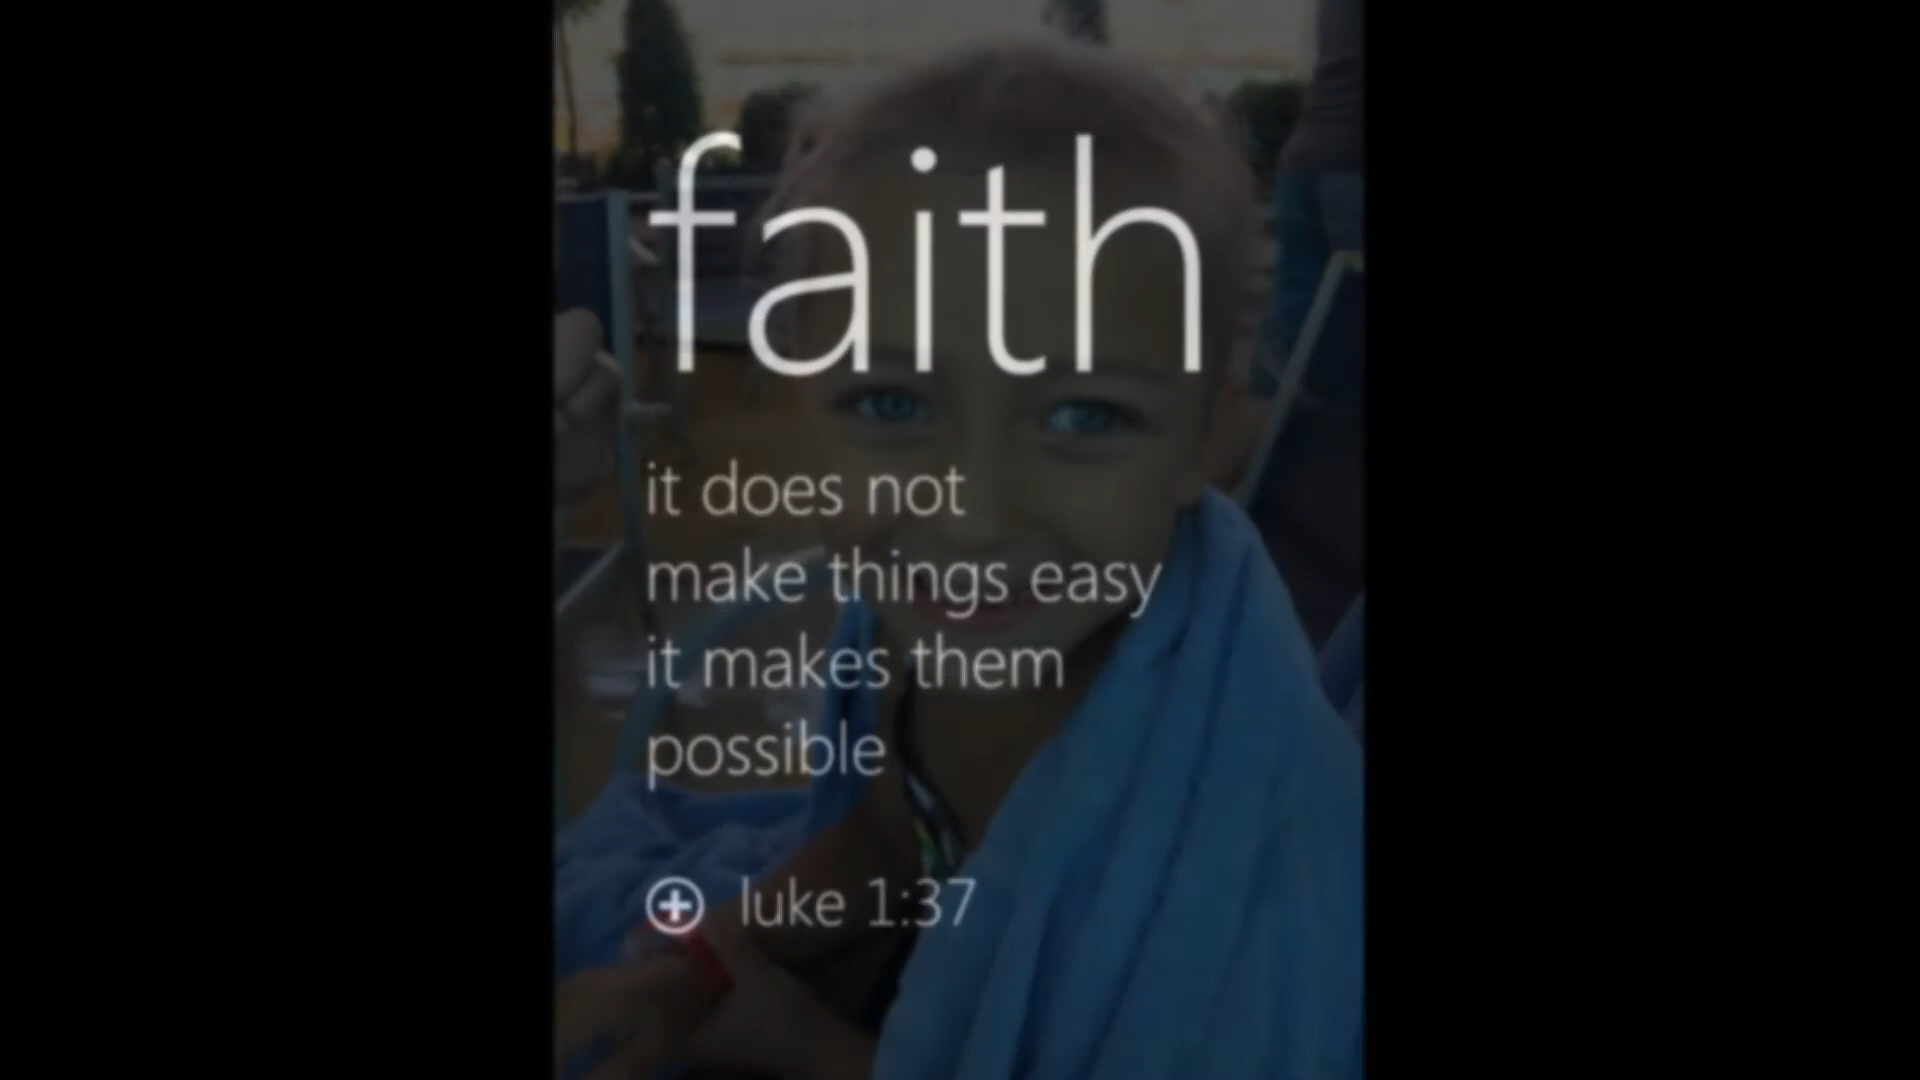 faith
it does not
make things easy
it makes them
possible
luke 1:37